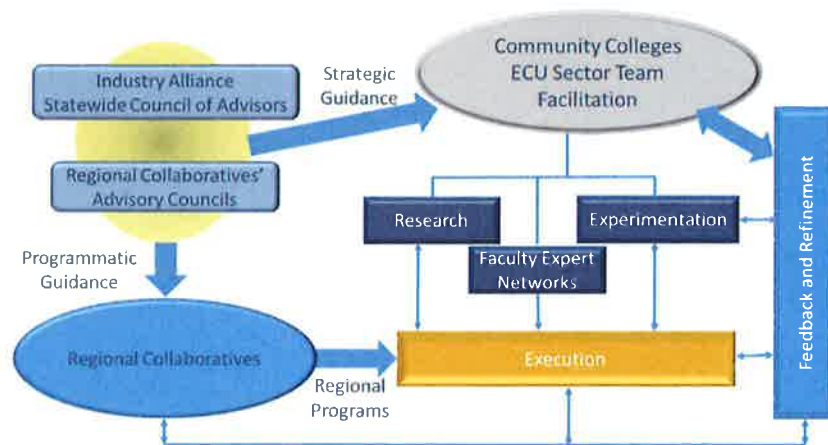 Industry Alliance
Statewide Council of Advisors
Strategic
Guidance
Community Colleges
ECU Sector Team
Facilitation
Regional Collaboratives'
Advisory Councils
Research
Experimentation
Faculty Expert
Networks
Programmatic
Guidance
Regional Collaboratives
Regional
Programs
Execution
Feedback and Refinement